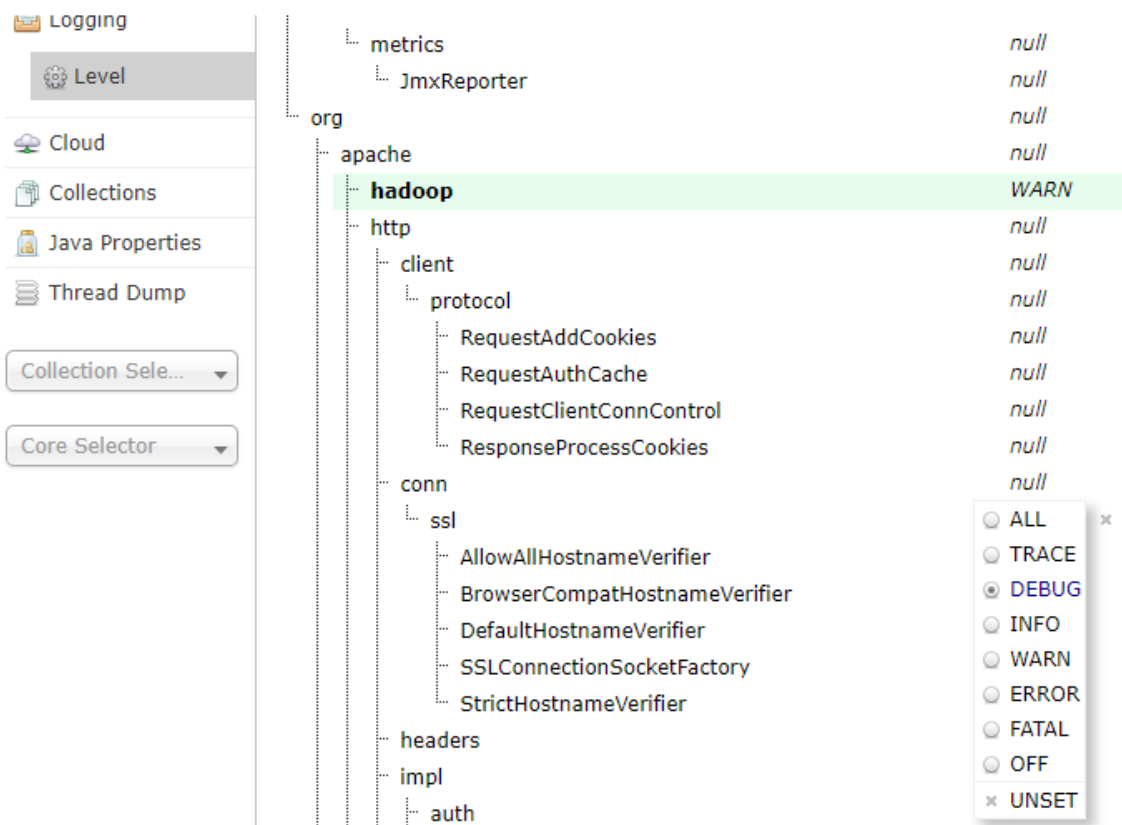 Logging
Level
Cloud
Collections
Java Properties
Thread Dump
Collection Sele...
Core Selector
metrics null
JmxReporter null
org null
apache null
hadoop WARN
http null
client null
protocol null
RequestAddCookies null
RequestAuthCache null
RequestClientConnControl null
ResponseProcessCookies null
conn null
ssl
AllowAllHostnameVerifier
BrowserCompatHostnameVerifier
DefaultHostnameVerifier
SSLConnectionSocketFactory
StrictHostnameVerifier
headers
impl
auth
ALL
TRACE
DEBUG
INFO
WARN
ERROR
FATAL
OFF
UNSET